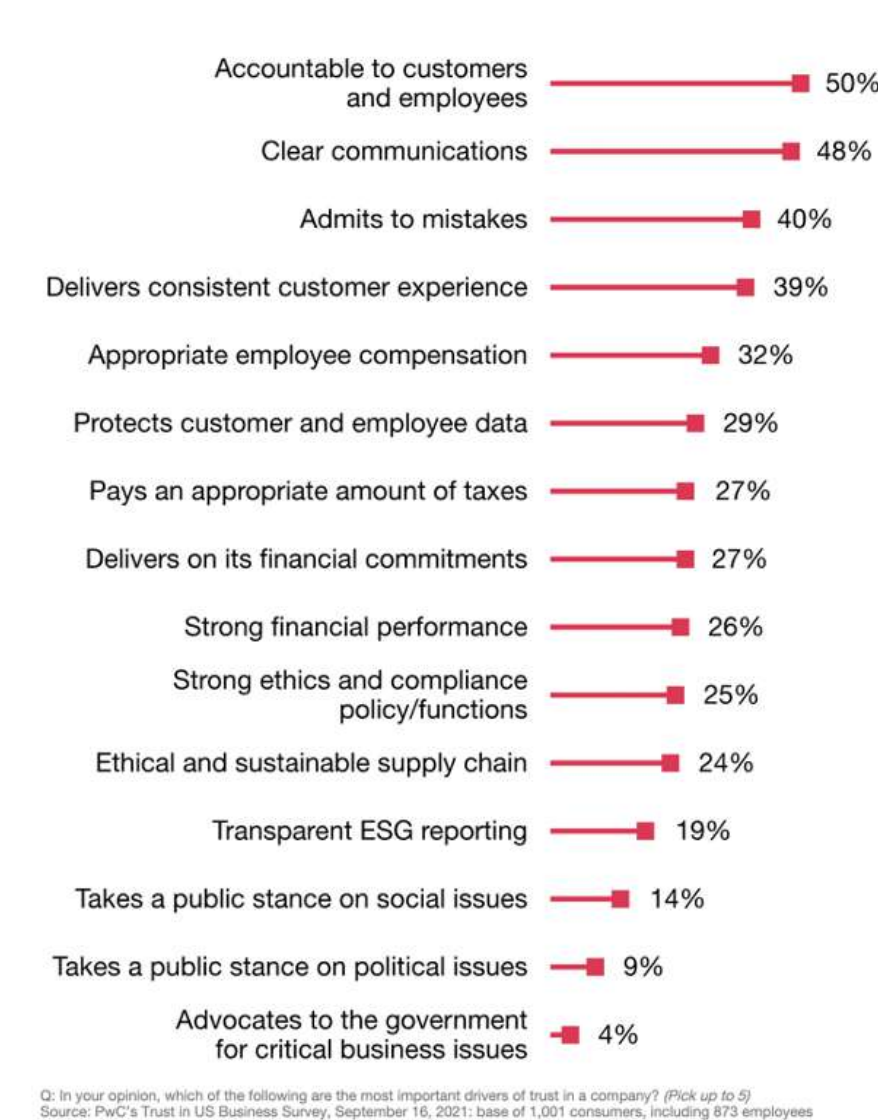 Accountable to customers
and employees
50%
Clear communications
48%
Admits to mistakes
40%
Delivers consistent customer experience
39%
Appropriate employee compensation
32%
Protects customer and employee data
29%
Pays an appropriate amount of taxes
27%
Delivers on its financial commitments
27%
Strong financial performance
26%
Strong ethics and compliance
policy/functions
25%
Ethical and sustainable supply chain
24%
Transparent ESG reporting
19%
Takes a public stance on social issues
14%
Takes a public stance on political issues
9%
Advocates to the government
for critical business issues
4%
Q: In your opinion, which of the following are the most important drivers of trust in a company? (Pick up to 5)
Source: PwC's Trust in US Business Survey, September 16, 2021: base of 1,001 consumers, including 873 employees